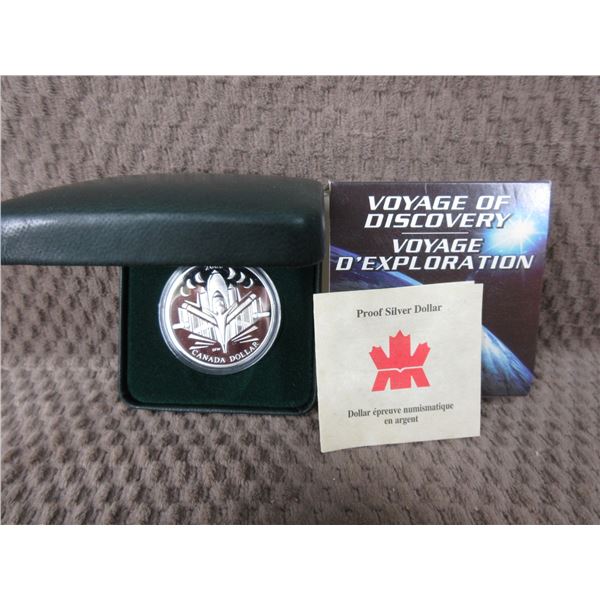 VOYAGE OF
DISCOVERY
VOYAGE
D'EXPLORATION
Proof Silver Dollar
Dollar épreuve numismatique
en argent
CANADA DOLLAR